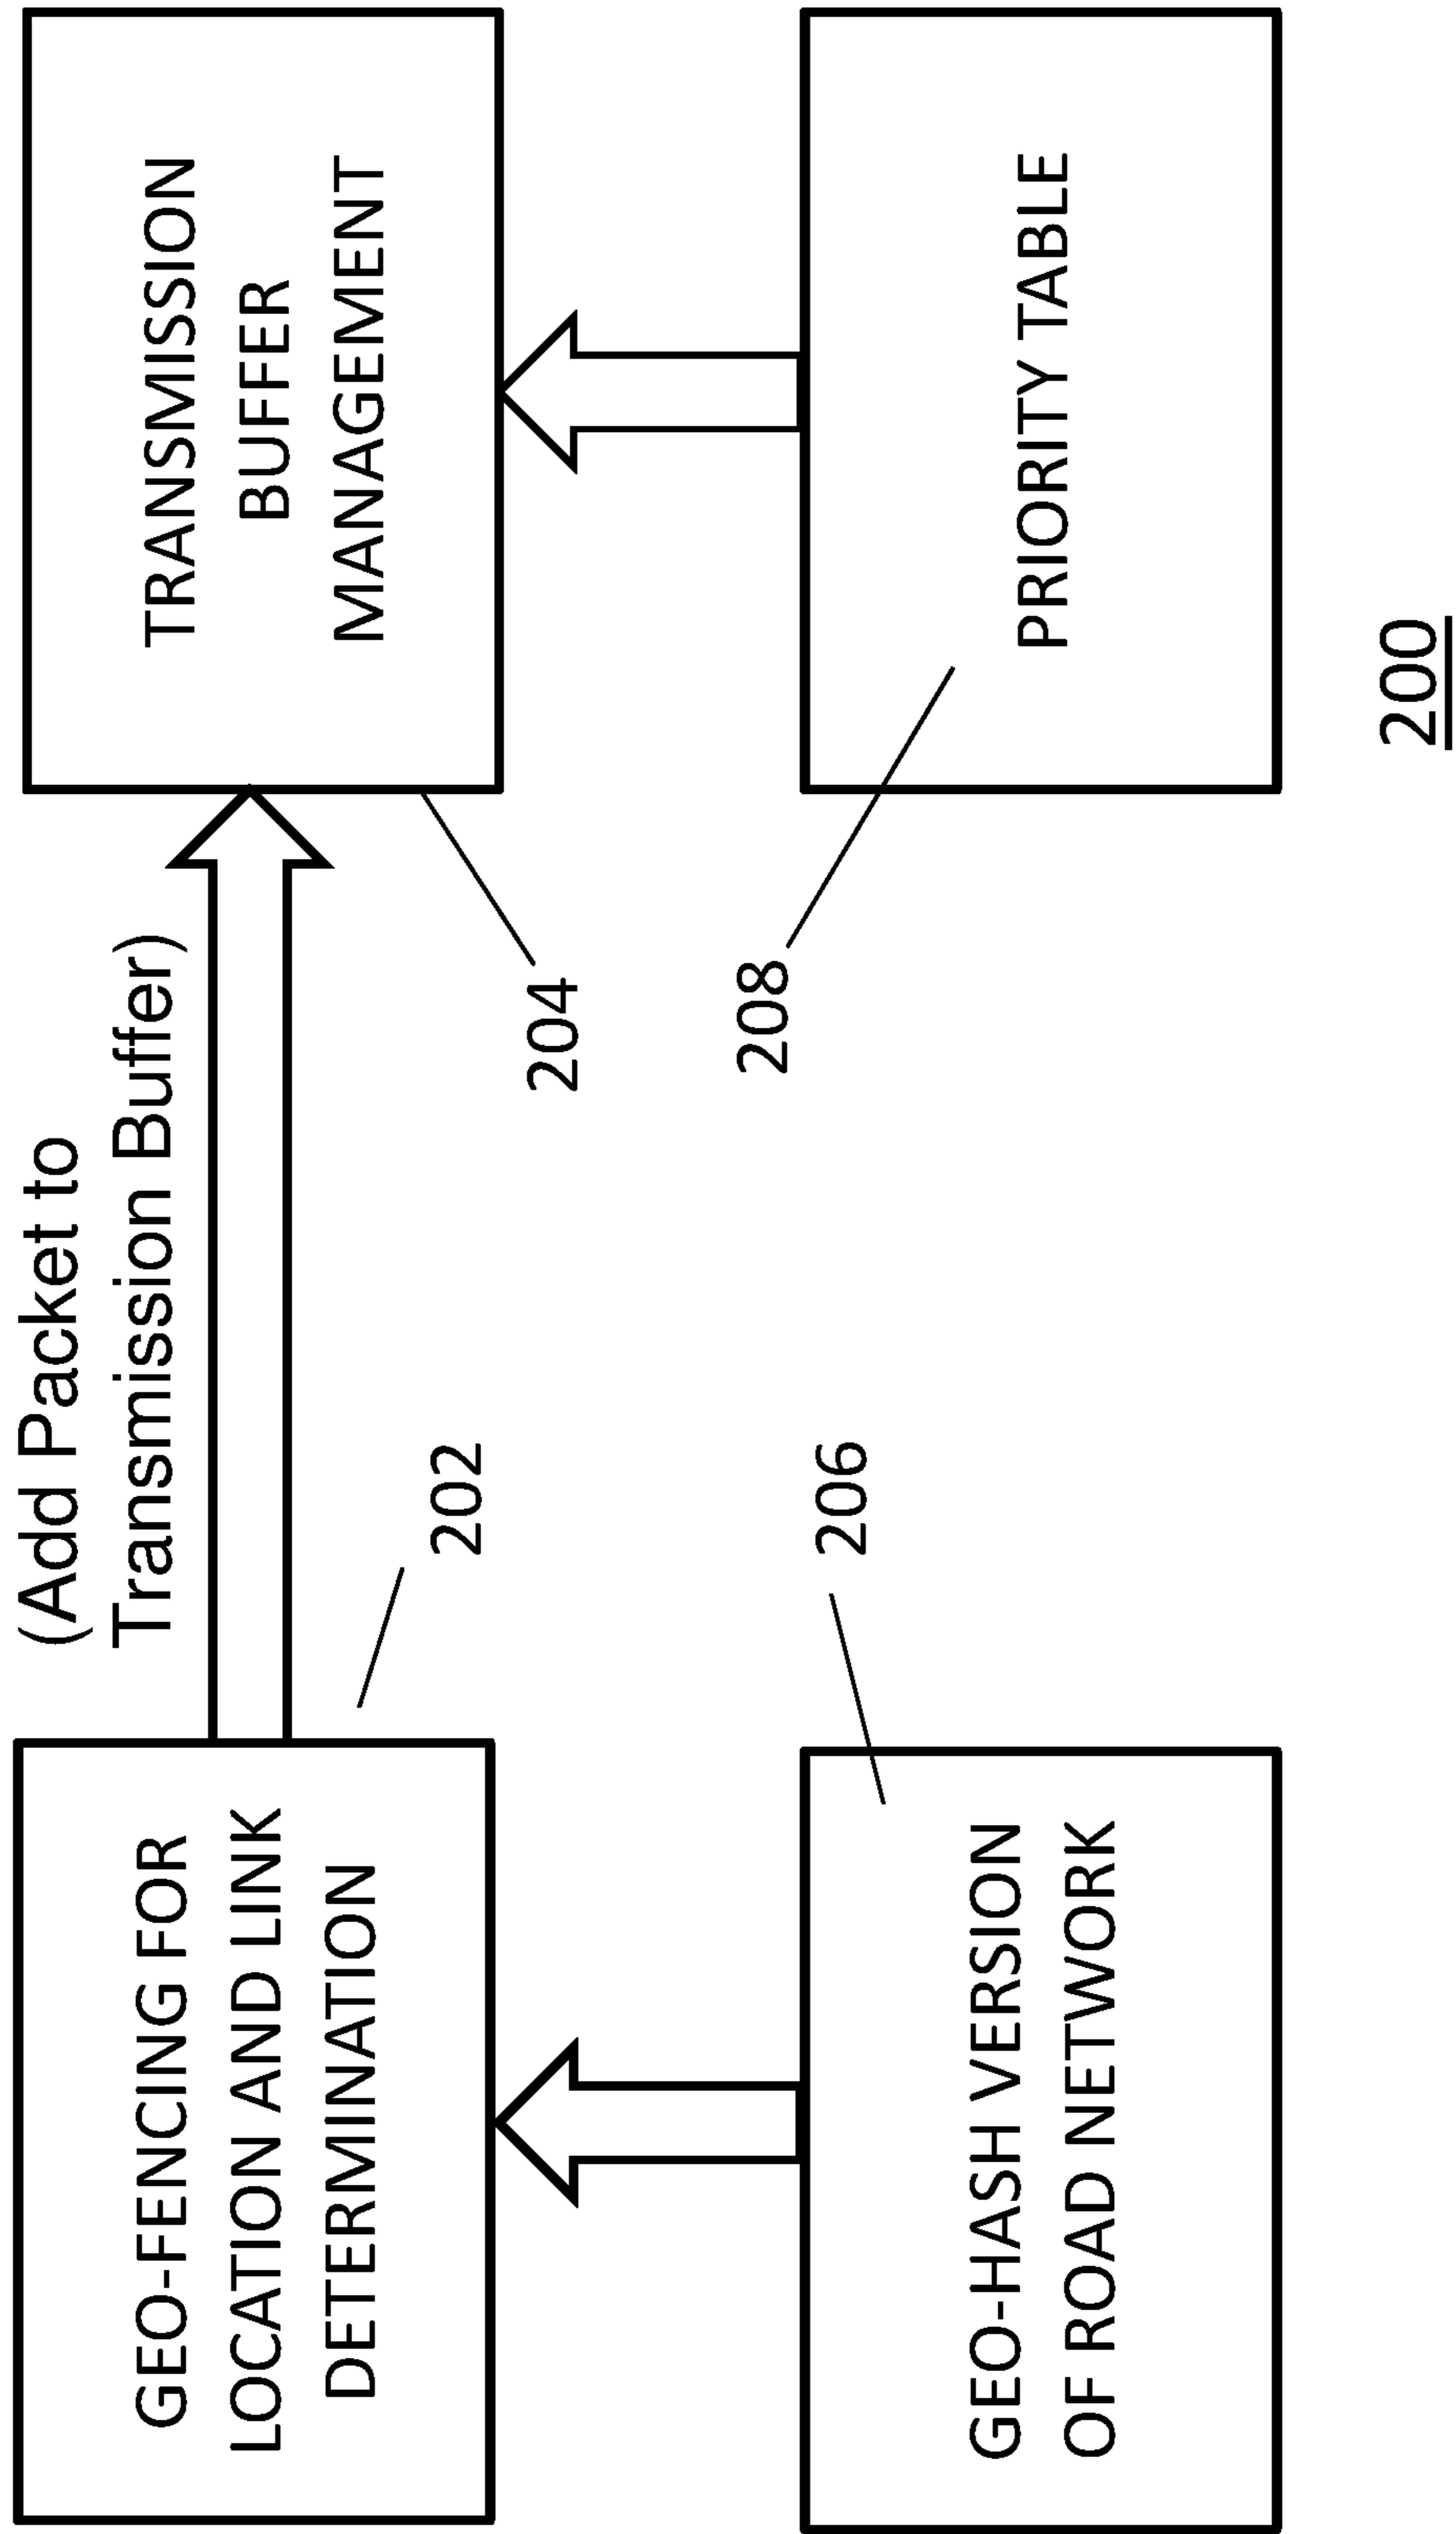 (Add Packet to
Transmission Buffer)
GEO-FENCING FOR
LOCATION AND LINK
DETERMINATION
202
TRANSMISSION
BUFFER
MANAGEMENT
204
GEO-HASH VERSION
OF ROAD NETWORK
206
PRIORITY TABLE
208
200